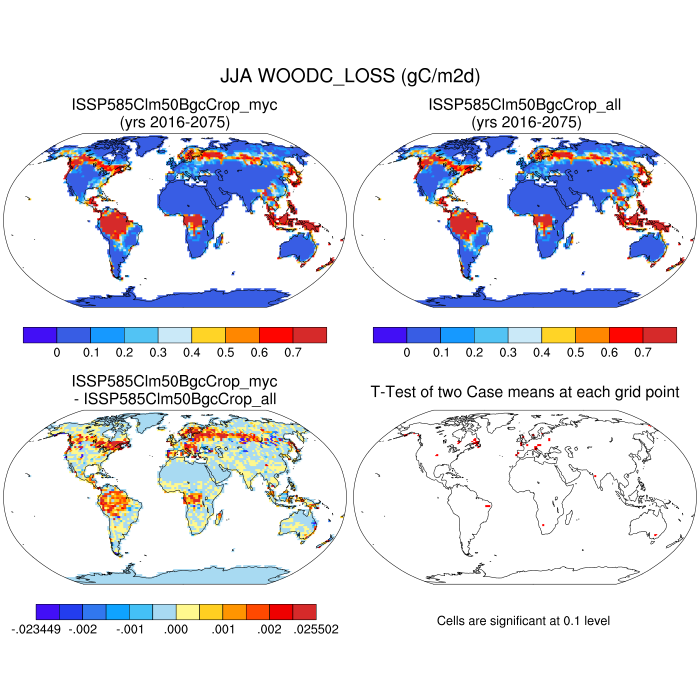 JJA WOODC_LOSS (gC/m2d)
ISSP585Clm50BgcCrop_myc
(yrs 2016-2075)
ISSP585Clm50BgcCrop_all
(yrs 2016-2075)
0 0.1 0.2 0.3 0.4 0.5 0.6 0.7
0 0.1 0.2 0.3 0.4 0.5 0.6 0.7
ISSP585Clm50BgcCrop_myc
- ISSP585Clm50BgcCrop_all
T-Test of two Case means at each grid point
-.023449 -.002 -.001 .000 .001 .002 .025502
Cells are significant at 0.1 level